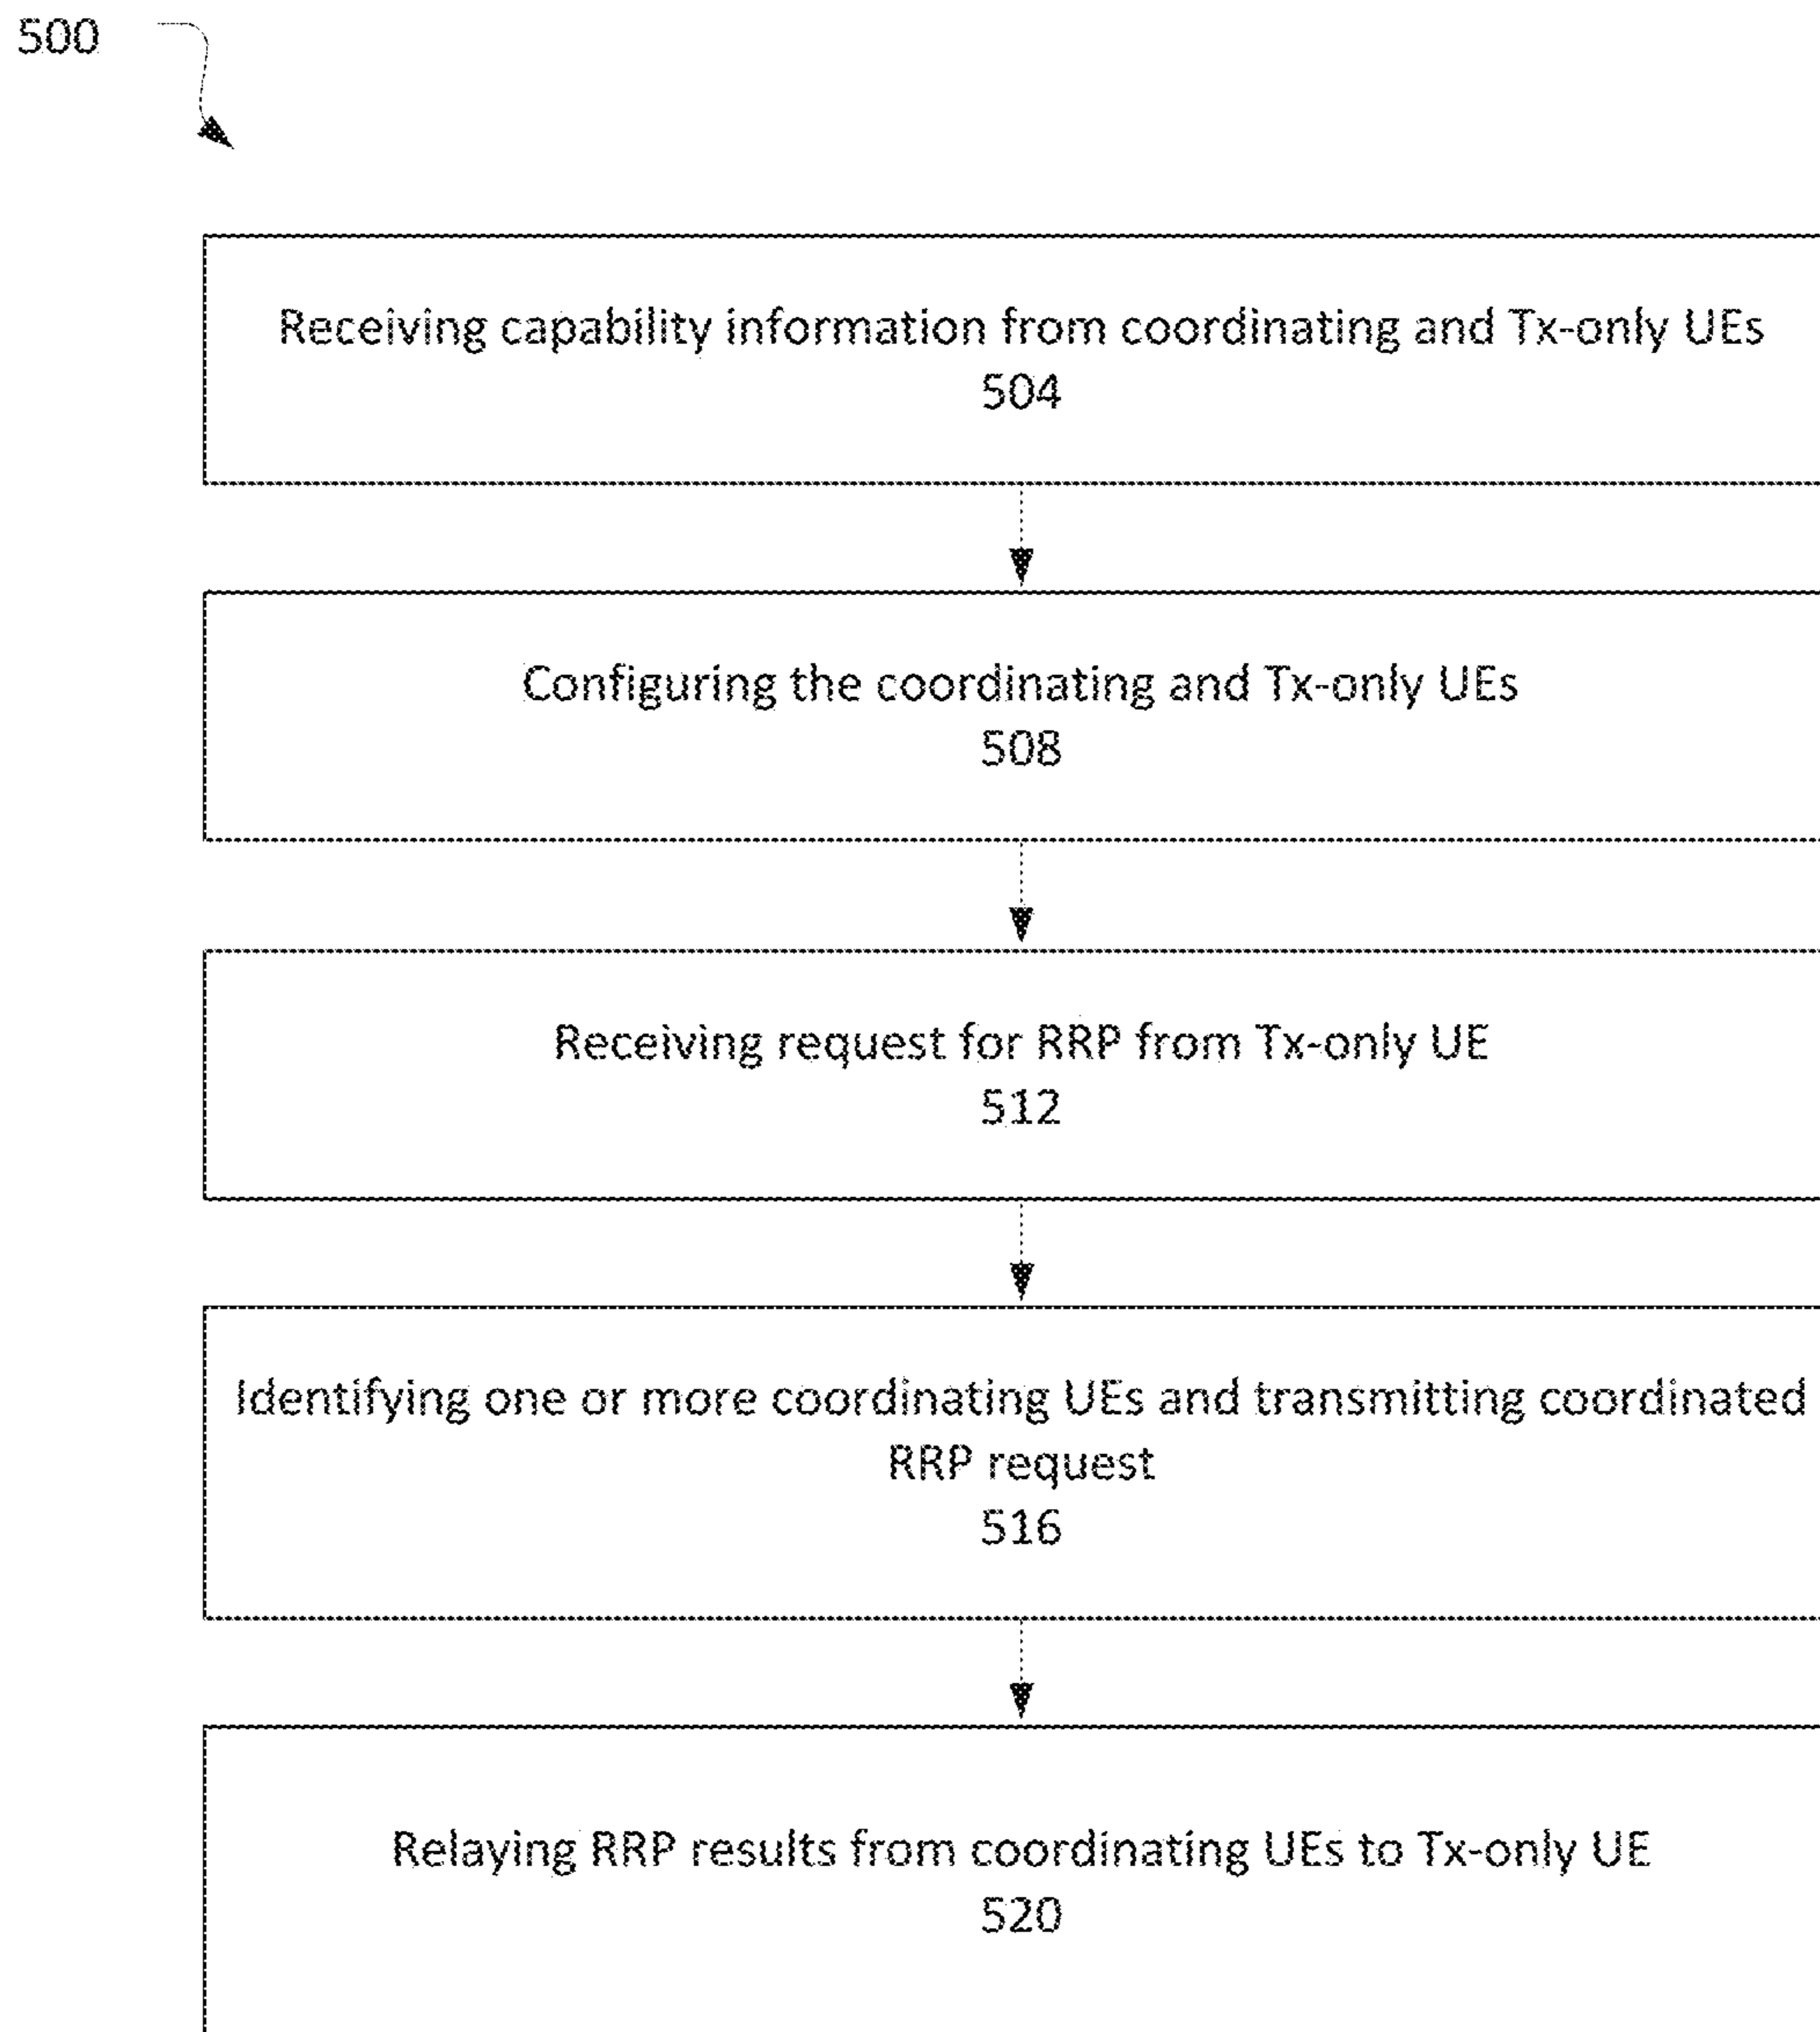 500
Receiving capability information from coordinating and Tx-only UEs
504
Configuring the coordinating and Tx-only UEs
508
Receiving request for RRP from Tx-only UE
512
Identifying one or more coordinating UEs and transmitting coordinated
RRP request
516
Relaying RRP results from coordinating UEs to Tx-only UE
520